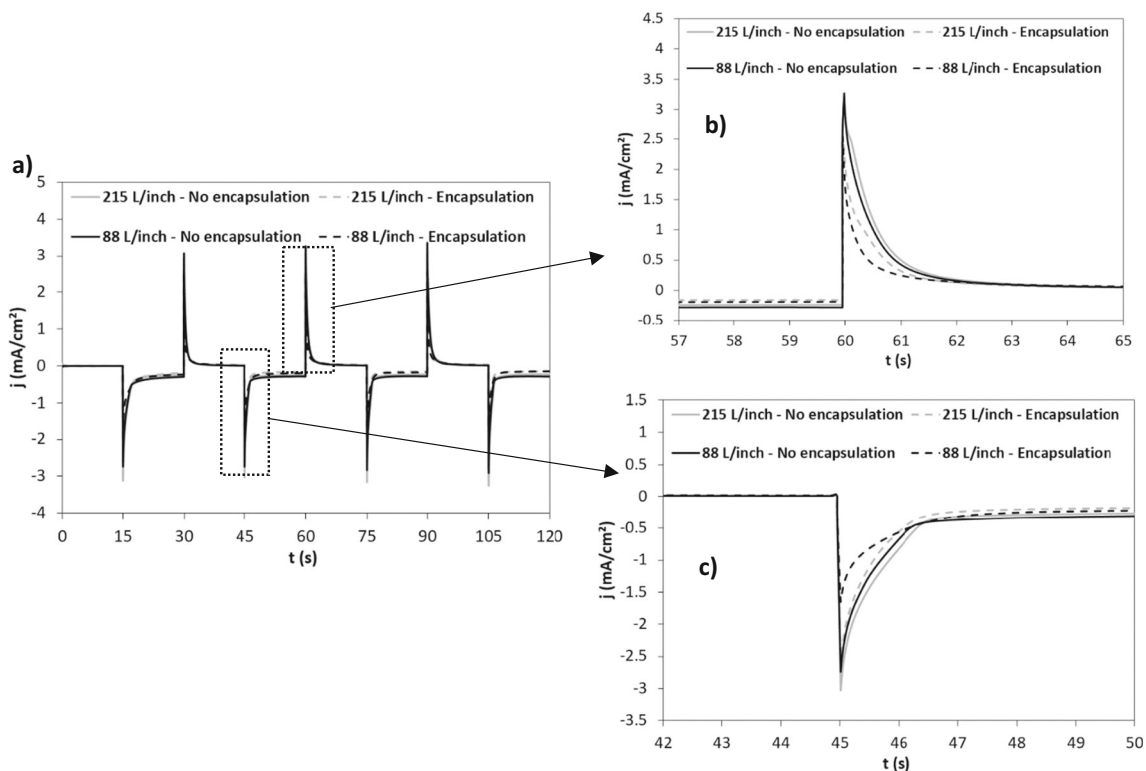 a)
5
4
3
2
1
0
-1
-2
-3
-4
j (mA/cm²)
0 15 30 45 60 75 90 105 120
t (s)
215 L/inch - No encapsulation 215 L/inch - Encapsulation
88 L/inch - No encapsulation 88 L/inch - Encapsulation
b)
4.5
4
3.5
3
2.5
2
1.5
1
0.5
0
-0.5
j (mA/cm²)
57 58 59 60 61 62 63 64 65
t (s)
215 L/inch - No encapsulation 215 L/inch - Encapsulation
88 L/inch - No encapsulation 88 L/inch - Encapsulation
c)
1.5
1
0.5
0
-0.5
-1
-1.5
-2
-2.5
-3
-3.5
j (mA/cm²)
42 43 44 45 46 47 48 49 50
t (s)
215 L/inch - No encapsulation 215 L/inch - Encapsulation
88 L/inch - No encapsulation 88 L/inch - Encapsulation